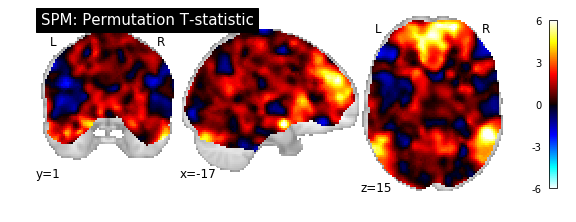 SPM: Permutation T-statistic
L R L R
y=1 x=-17 z=15
6
3
0
-3
-6